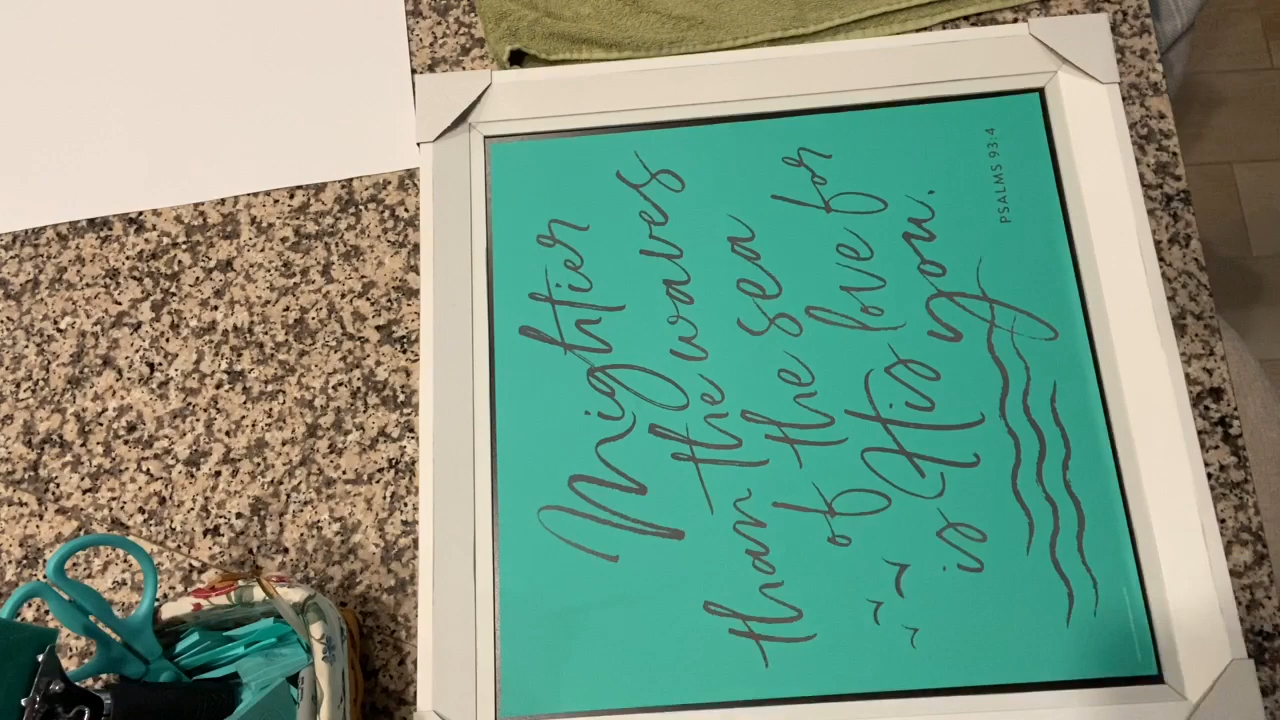 Mightier
than the waves
of the sea
is His love for
you.
PSALMS 93:4